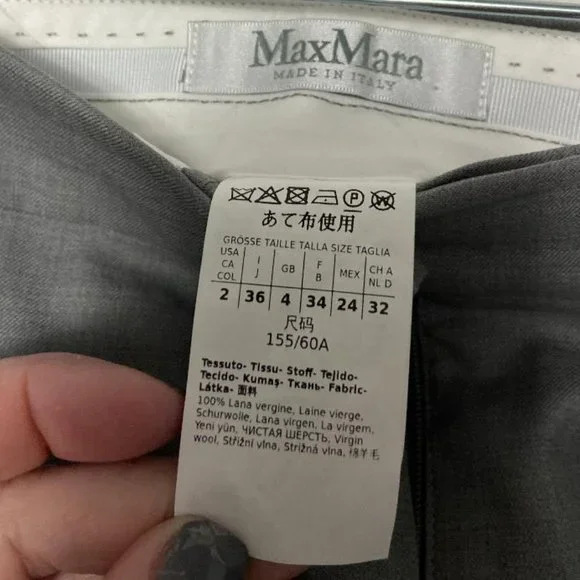 MaxMara
MADE IN ITALY
P W
あて布使用
GRÖSSE TAILLE TALLA SIZE TAGLIA
USA CA COL I J GB F B MEX CH A NL D
2 36 4 34 24 32
尺码
155/60A
Tessuto- Tissu- Stoff- Tejido-
Tecido- Kumaş- Ткань- Fabric-
Látka- 面料
100% Lana vergine, Laine vierge,
Schurwolle, Lana virgen, La virgem,
Yeni yün, ЧИСТАЯ ШЕРСТЬ, Virgin
wool, Střižní vlna, Strižná vlna, 绵羊毛